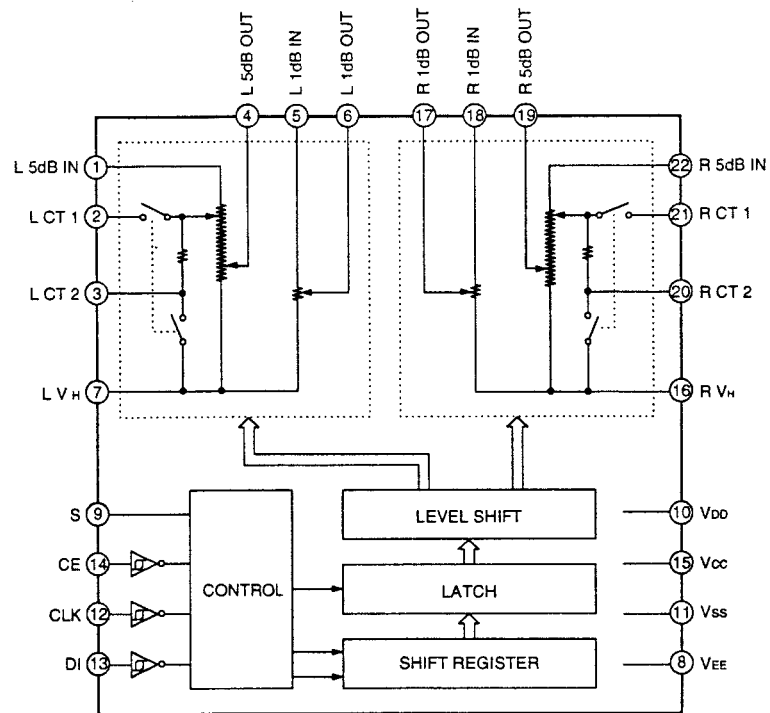 L 5dB OUT
L 1dB IN
L 1dB OUT
R 1dB OUT
R 1dB IN
R 5dB OUT
4
5
6
17
18
19
L 5dB IN 1
22 R 5dB IN
L CT 1 2
21 R CT 1
L CT 2 3
20 R CT 2
L VH 7
16 R VH
S 9
LEVEL SHIFT
10 VDD
CE 14
15 VCC
CONTROL
LATCH
CLK 12
11 VSS
DI 13
SHIFT REGISTER
8 VEE